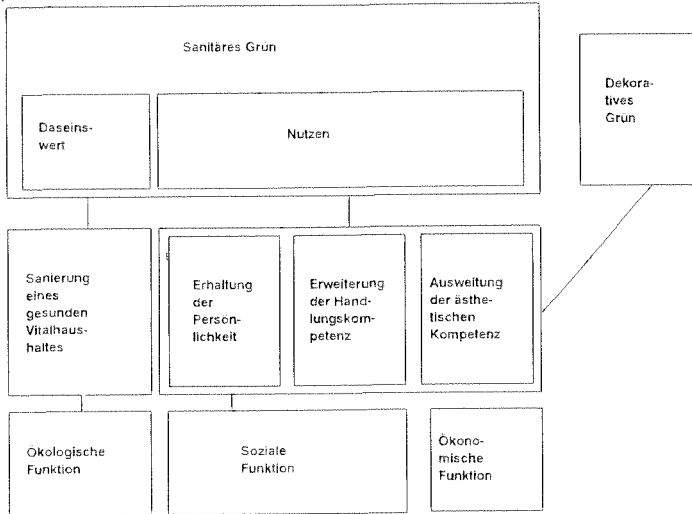 Sanitäres Grün
Dekora-
tives
Grün
Daseins-
wert
Nutzen
Sanierung
eines
gesunden
Vitalhaus-
haltes
Erhaltung
der
Persön-
lichkeit
Erweiterung
der Hand-
lungskom-
petenz
Ausweitung
der ästhe-
tischen
Kompetenz
Ökologische
Funktion
Soziale
Funktion
Ökono-
mische
Funktion